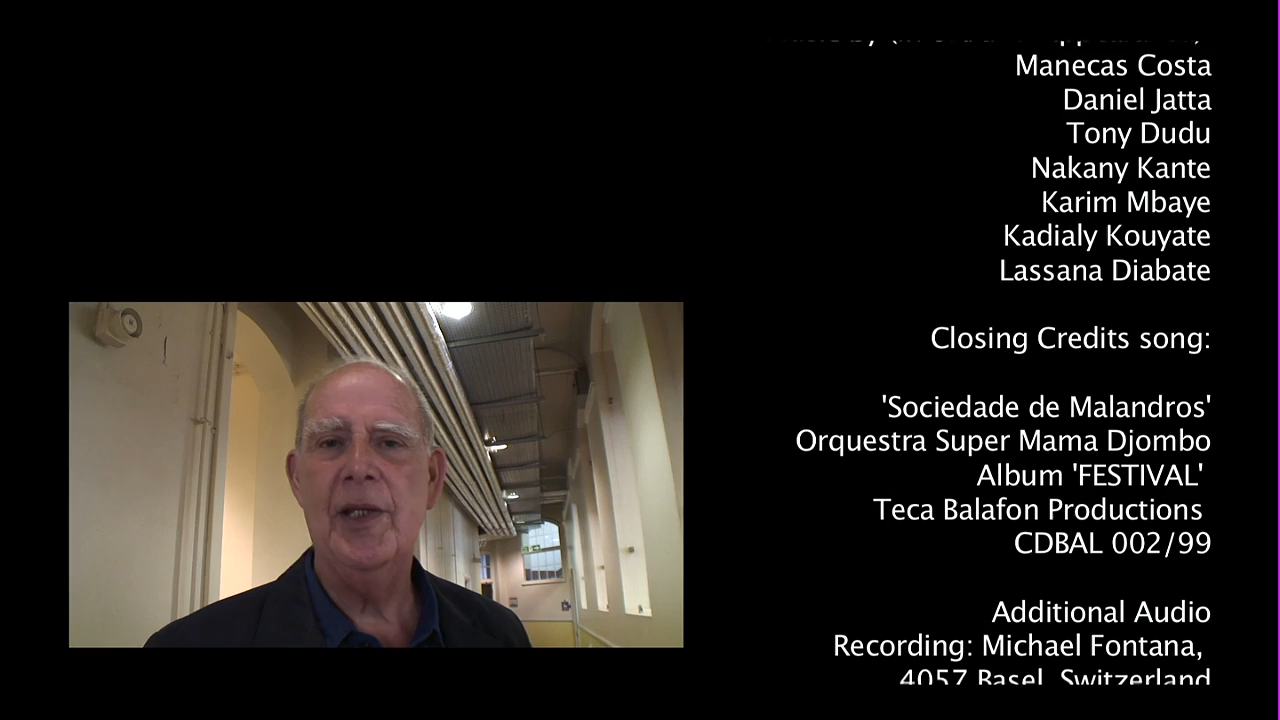 Manecas Costa
Daniel Jatta
Tony Dudu
Nakany Kante
Karim Mbaye
Kadialy Kouyate
Lassana Diabate
Closing Credits song:
'Sociedade de Malandros'
Orquestra Super Mama Djombo
Album 'FESTIVAL'
Teca Balafon Productions
CDBAL 002/99
Additional Audio
Recording: Michael Fontana,
4057 Basel, Switzerland